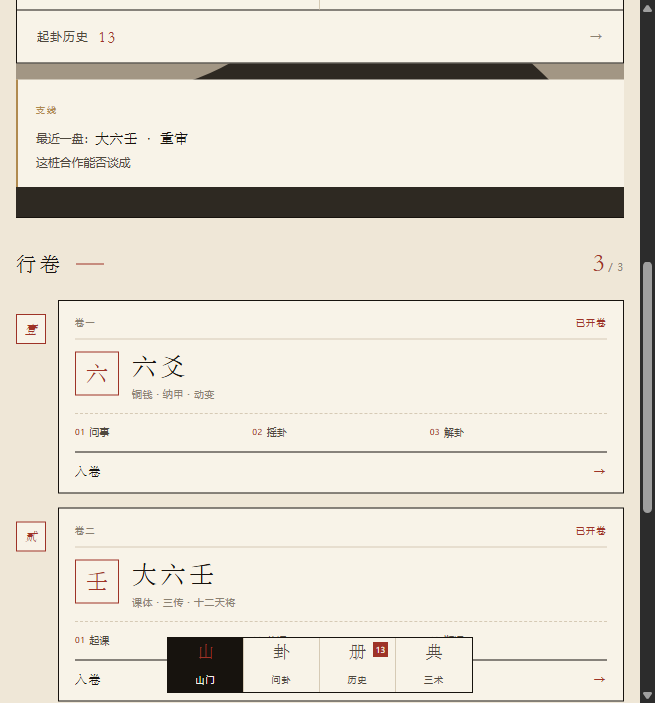 起卦历史 13 →
支线
最近一盘: 大六壬 · 重审
这桩合作能否谈成
行卷 3 / 3
壹
卷一 已开卷
六 六爻
铜钱 · 纳甲 · 动变
01 问事 02 摇卦 03 解卦
入卷 →
贰
卷二 已开卷
壬 大六壬
课体 · 三传 · 十二天将
01 起课
入卷 →
山 卦 册 13 典
山门 问卦 历史 三术